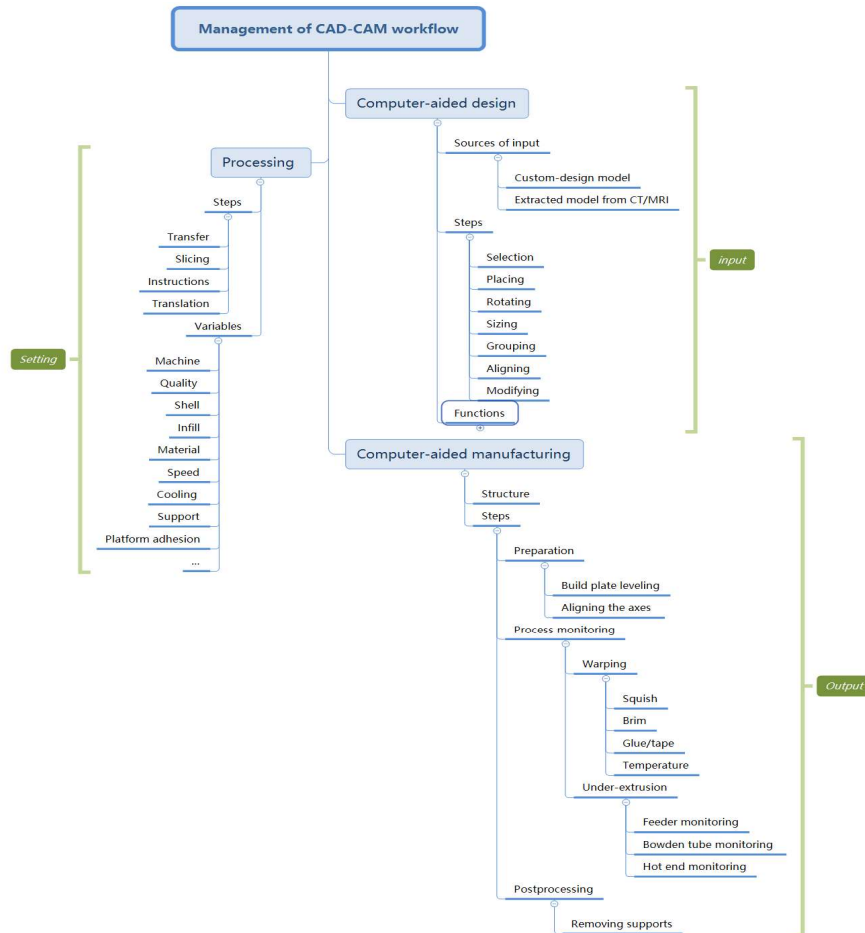 Management of CAD-CAM workflow
Computer-aided design
Sources of input
Custom-design model
Extracted model from CT/MRI
Steps
Selection
Placing
Rotating
Sizing
Grouping
Aligning
Modifying
Functions
input
Processing
Steps
Transfer
Slicing
Instructions
Translation
Variables
Machine
Quality
Shell
Infill
Material
Speed
Cooling
Support
Platform adhesion
...
Setting
Computer-aided manufacturing
Structure
Steps
Preparation
Build plate leveling
Aligning the axes
Process monitoring
Warping
Squish
Brim
Glue/tape
Temperature
Under-extrusion
Feeder monitoring
Bowden tube monitoring
Hot end monitoring
Postprocessing
Removing supports
Output